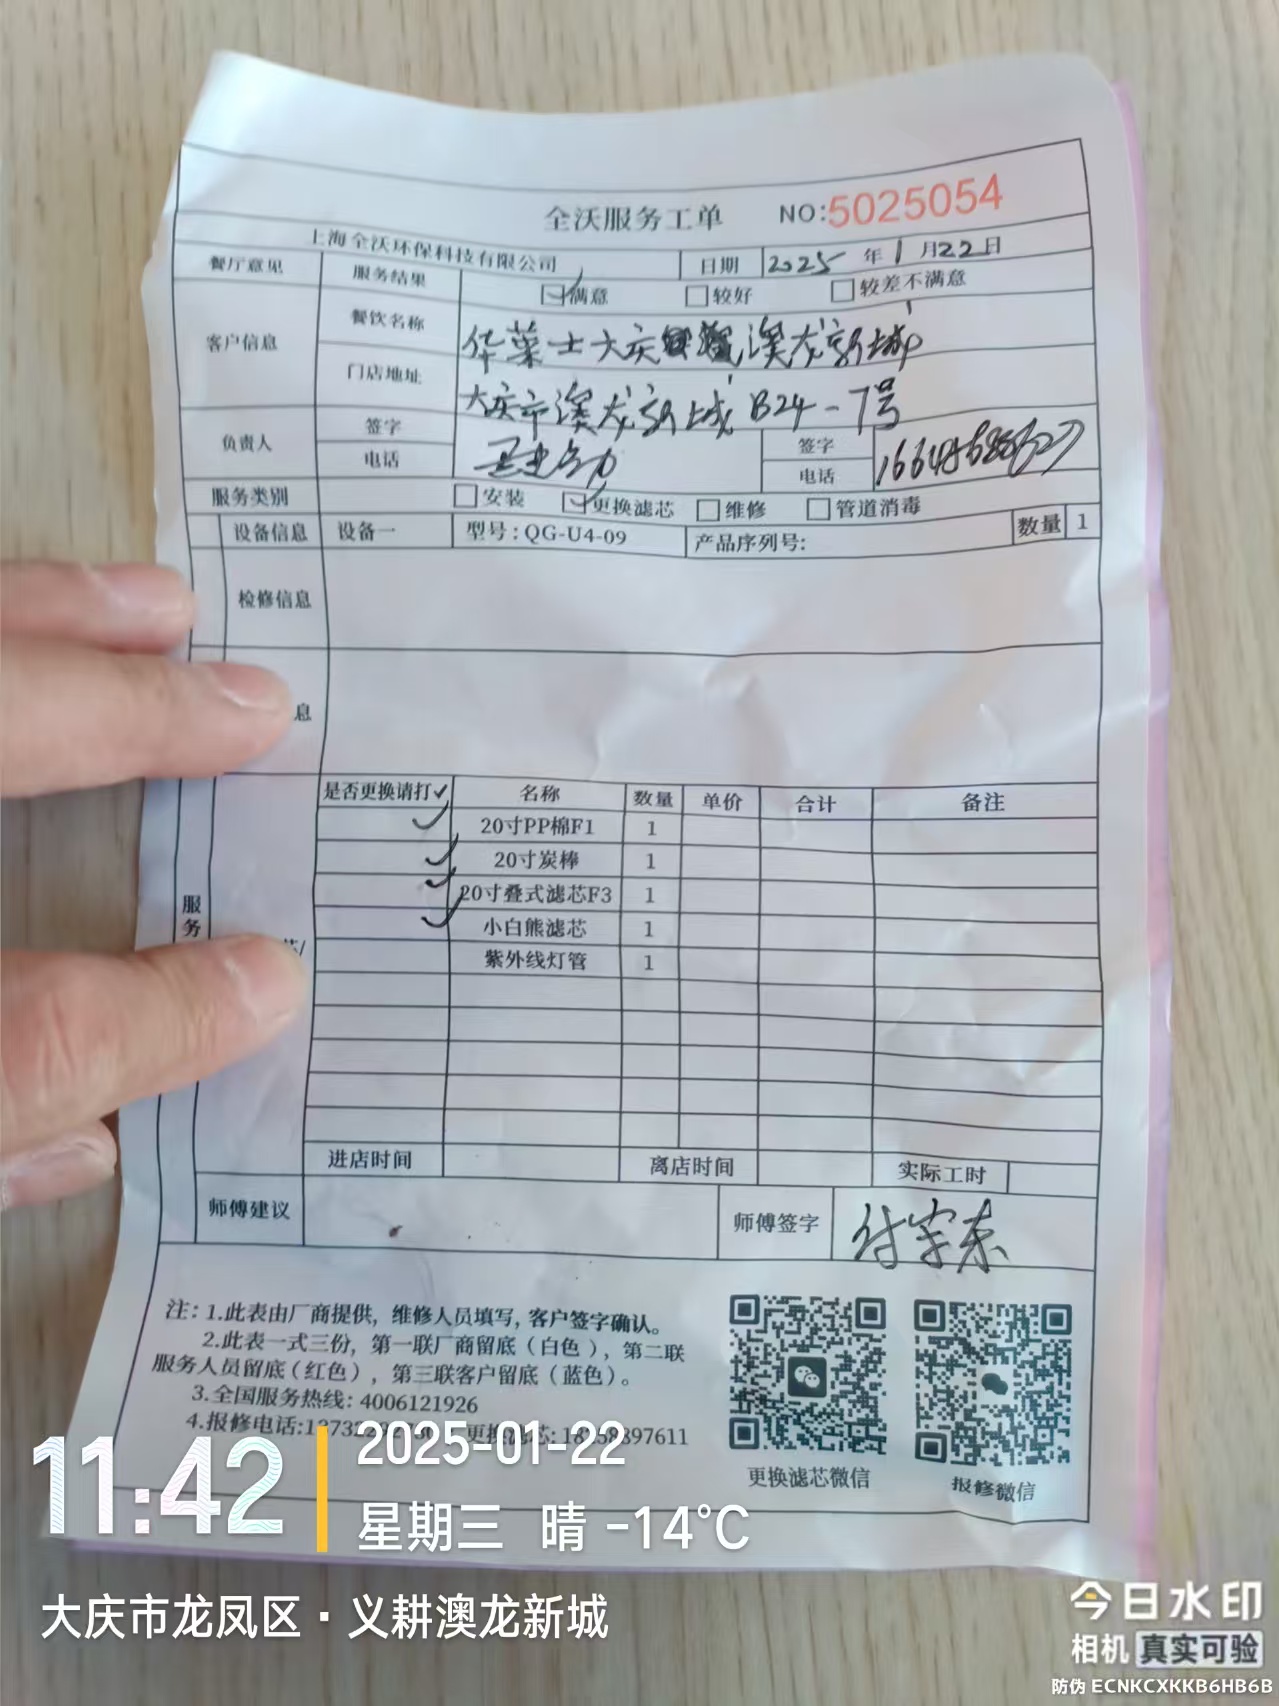 全沃服务工单 NO:5025054
上海全沃环保科技有限公司 日期 2025 年 1 月 22 日
餐厅意见 服务结果 满意 较好 较差不满意
客户信息 餐饮名称 华莱士大庆 澳龙新城
门店地址 大庆市澳龙新城 B24-7号
负责人 签字 签字
电话 电话
服务类别 安装 更换滤芯 维修 管道消毒
设备信息 设备一 型号：QG-U4-09 产品序列号: 数量 1
检修信息
息
是否更换请打✓ 名称 数量 单价 合计 备注
✓ 20寸PP棉F1 1
✓ 20寸炭棒 1
✓ 20寸叠式滤芯F3 1
✓ 小白熊滤芯 1
紫外线灯管 1
服务
芯/
进店时间 离店时间 实际工时
师傅建议 师傅签字
注：1.此表由厂商提供，维修人员填写，客户签字确认。
2.此表一式三份，第一联厂商留底（白色），第二联
服务人员留底（红色），第三联客户留底（蓝色）。
3.全国服务热线: 4006121926
4.报修电话: 更换滤芯:
更换滤芯微信 报修微信
11:42
2025-01-22
星期三 晴 -14℃
大庆市龙凤区·义耕澳龙新城
今日水印
相机 真实可验
防伪 ECNKCXKKB6HB6B